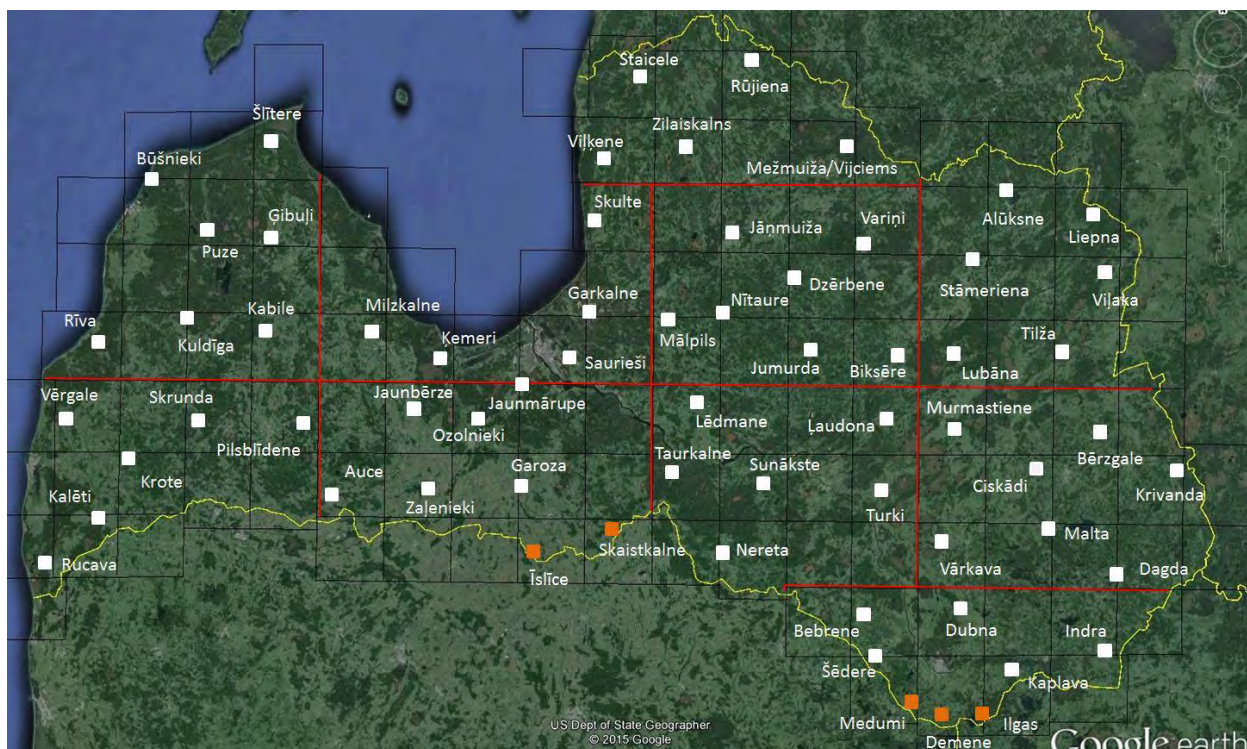 Staicele
Rūjiena
Šlītere
Zilaiskalns
Viļķene
Būšnieki
Mežmuiža/Vijciems
Skulte
Ģibuļi
Variņi
Alūksne
Jāņmuiža
Liepna
Puze
Dzērbene
Stāmeriena
Viļaka
Garkalne
Nītaure
Kabile
Milzkalne
Rīva
Mālpils
Tilža
Kuldīga
Ķemeri
Saurieši
Jumurda
Biksēre
Lubāna
Vērgale
Skrunda
Jaunbērze
Jaunmārupe
Murmastiene
Lēdmane
Ļaudona
Ozolnieki
Pilsblīdene
Taurkalne
Bērzgale
Sunākste
Auce
Garoza
Krote
Ciskādi
Krivanda
Kalēti
Zaļenieki
Turki
Malta
Skaistkalne
Nereta
Rucava
Īslīce
Vārkava
Dagda
Bebrene
Dubna
Indra
Šēdere
Kaplava
Medumi
Ilgas
Demene
US Dept of State Geographer
© 2015 Google
Google earth